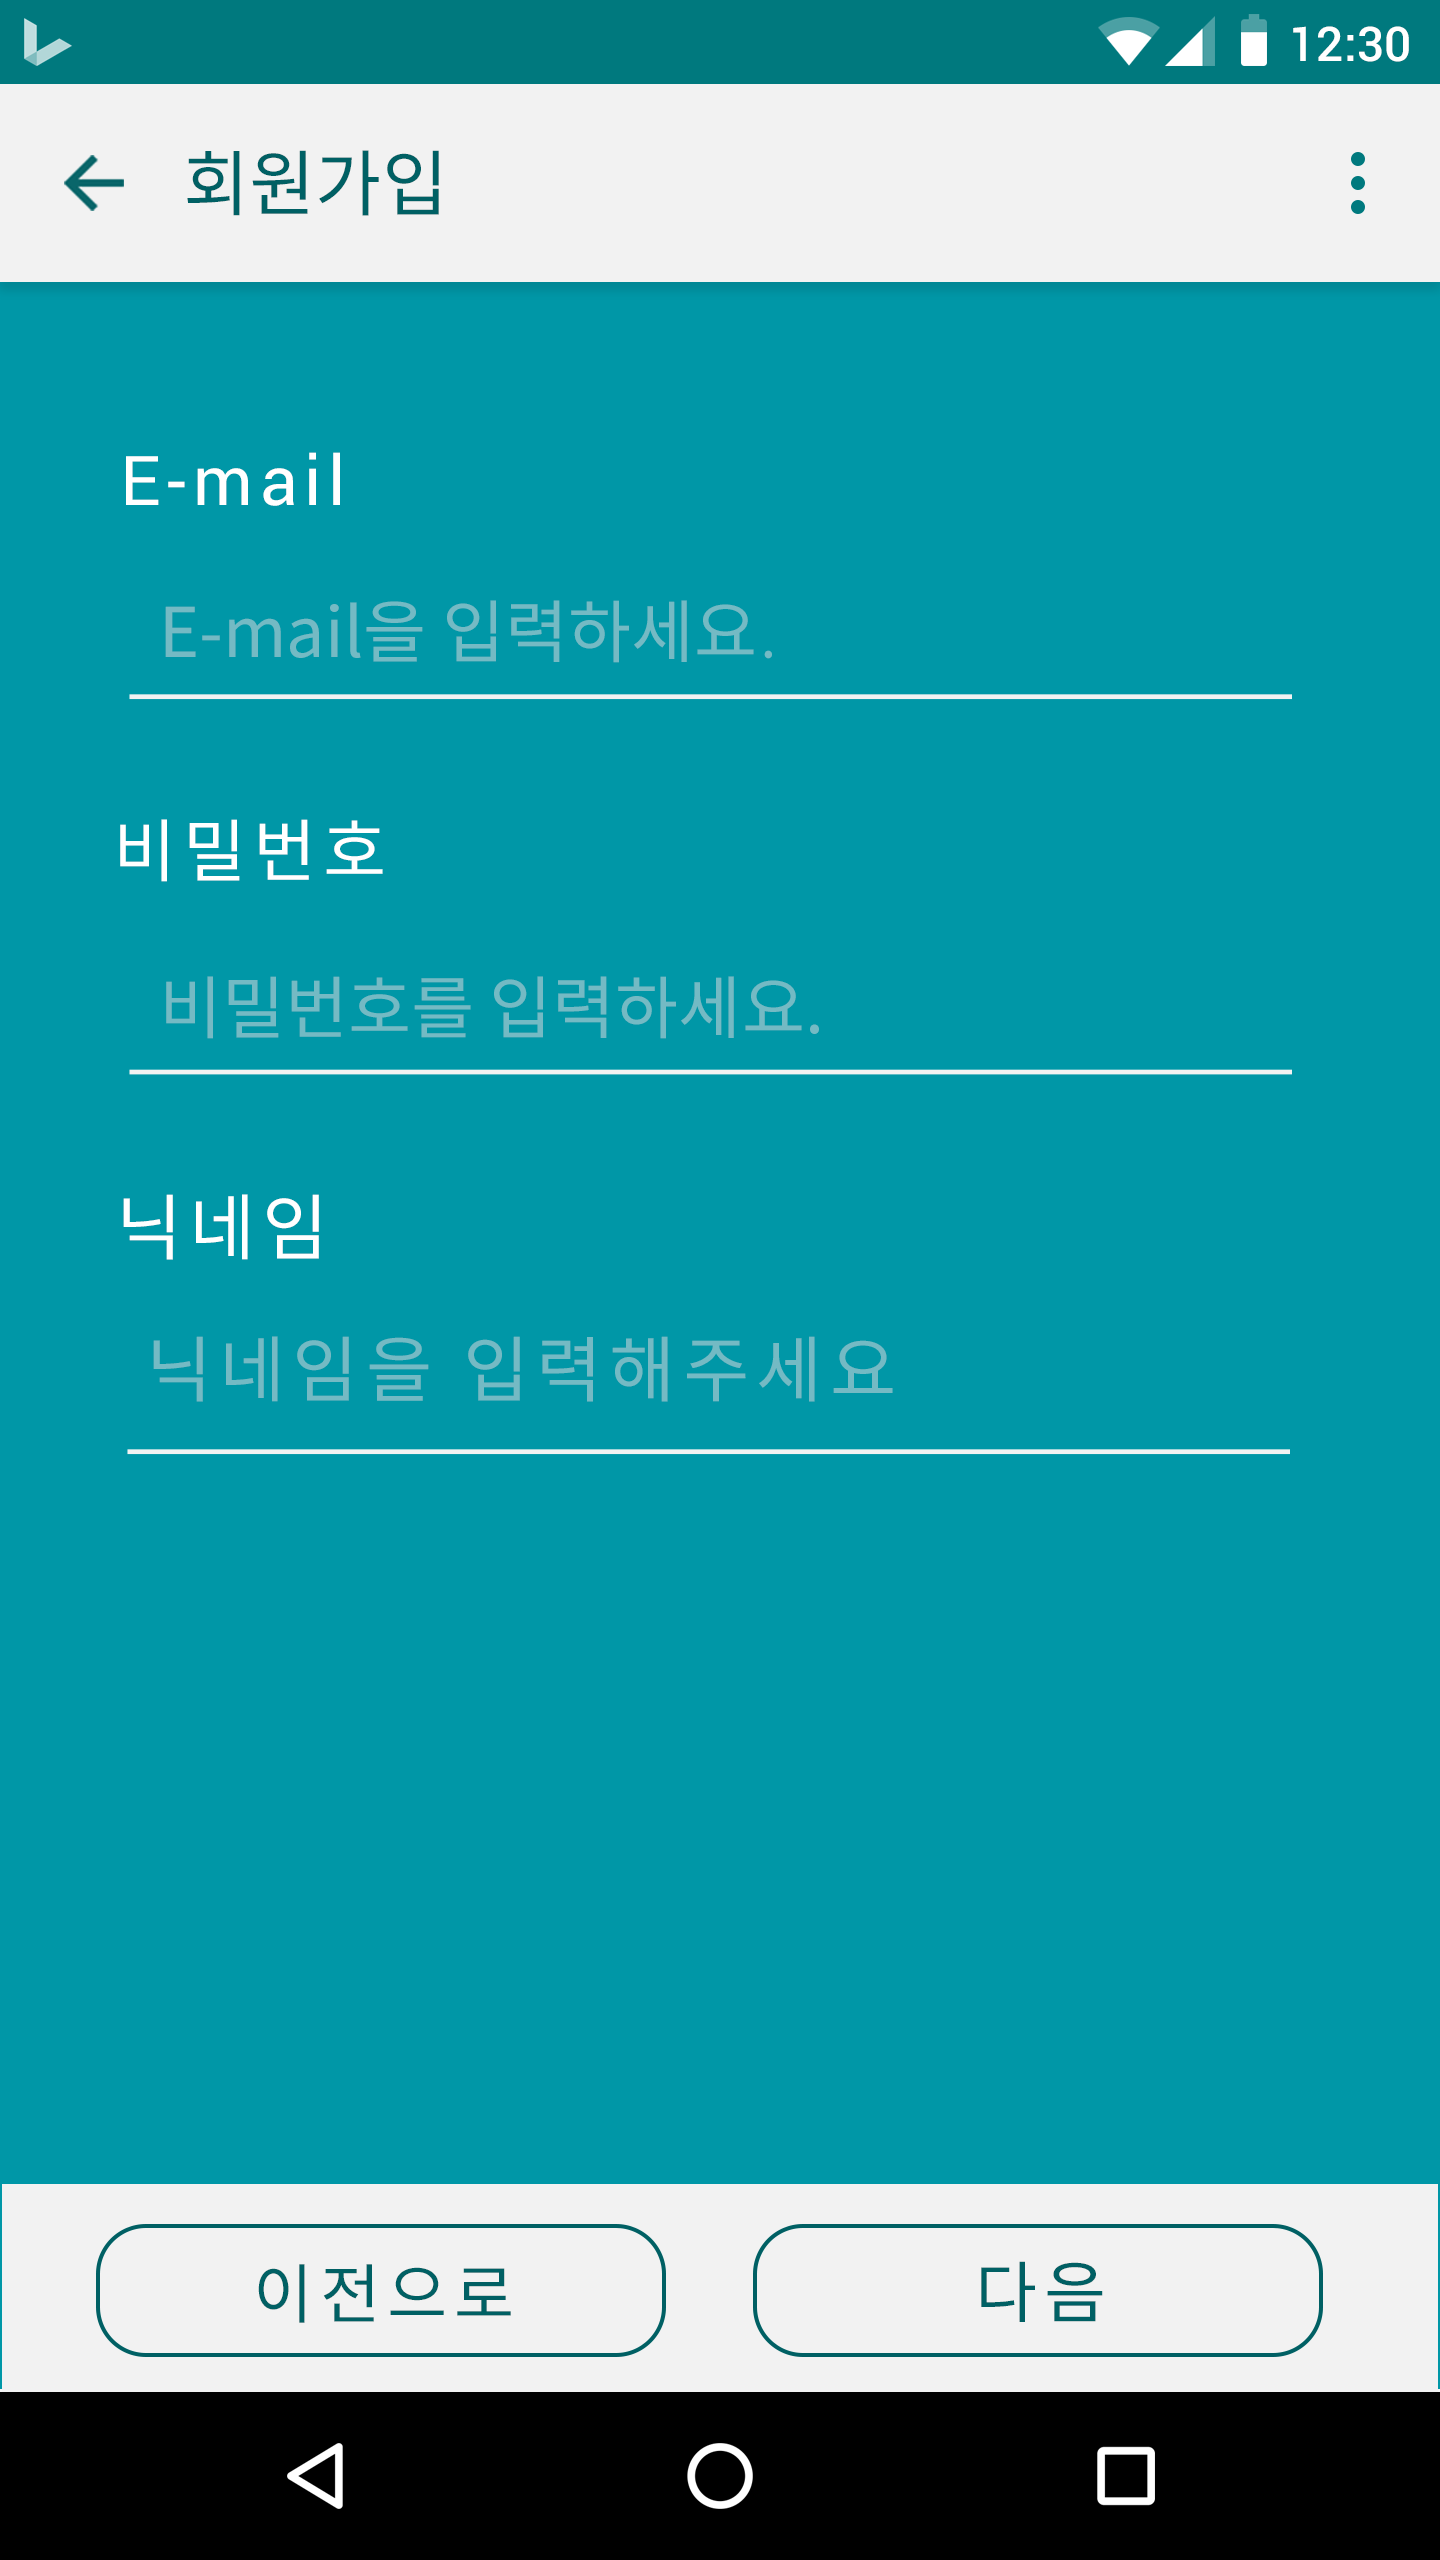 12:30
회원가입
E-mail
E-mail을 입력하세요.
비밀번호
비밀번호를 입력하세요.
닉네임
닉네임을 입력해주세요
이전으로 다음